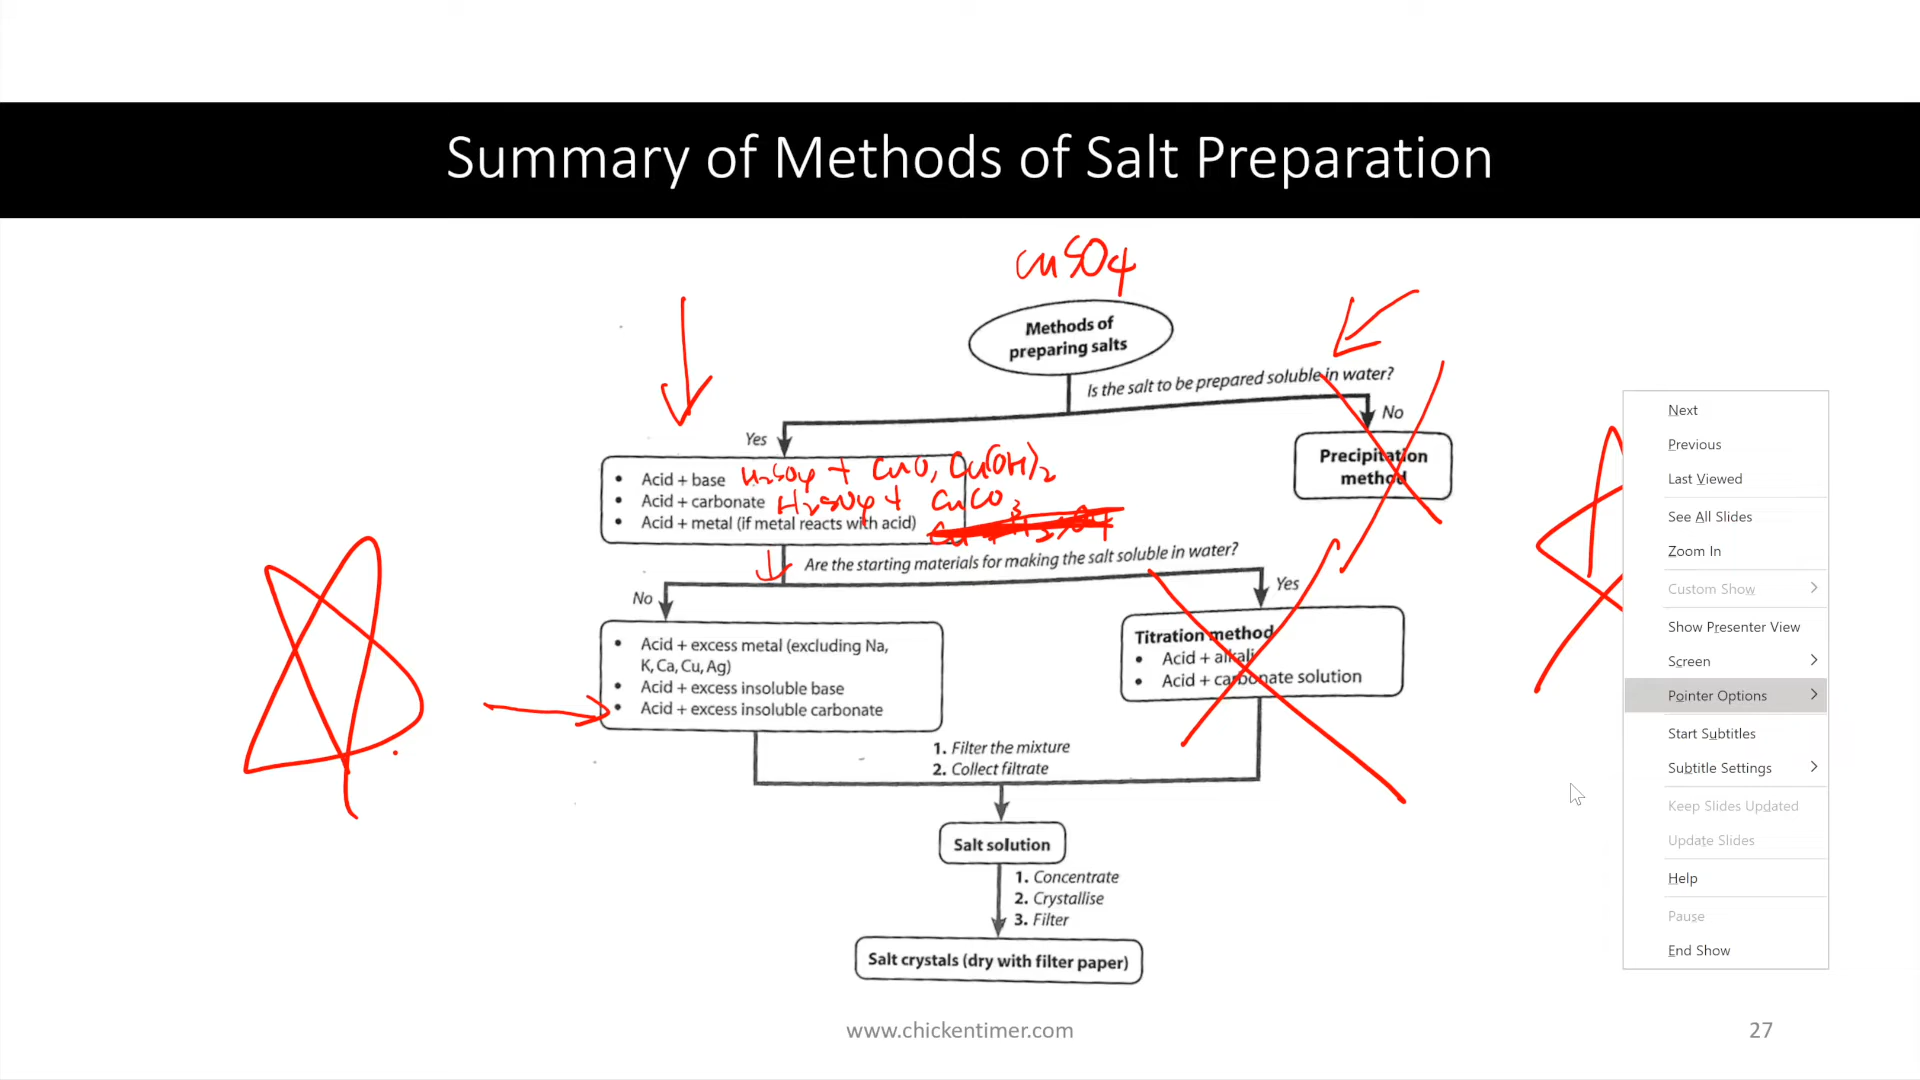 Summary of Methods of Salt Preparation
CuSO4
Methods of
preparing salts
Is the salt to be prepared soluble in water?
Yes
No
• Acid + base H2SO4 + CuO, Cu(OH)2
• Acid + carbonate H2SO4 + CuCO3
• Acid + metal (if metal reacts with acid)
Precipitation
method
Are the starting materials for making the salt soluble in water?
No
Yes
• Acid + excess metal (excluding Na,
K, Ca, Cu, Ag)
• Acid + excess insoluble base
• Acid + excess insoluble carbonate
Titration method
• Acid + alkali
• Acid + carbonate solution
1. Filter the mixture
2. Collect filtrate
Salt solution
1. Concentrate
2. Crystallise
3. Filter
Salt crystals (dry with filter paper)
www.chickentimer.com
27
Next
Previous
Last Viewed
See All Slides
Zoom In
Custom Show
Show Presenter View
Screen
Pointer Options
Start Subtitles
Subtitle Settings
Keep Slides Updated
Update Slides
Help
Pause
End Show